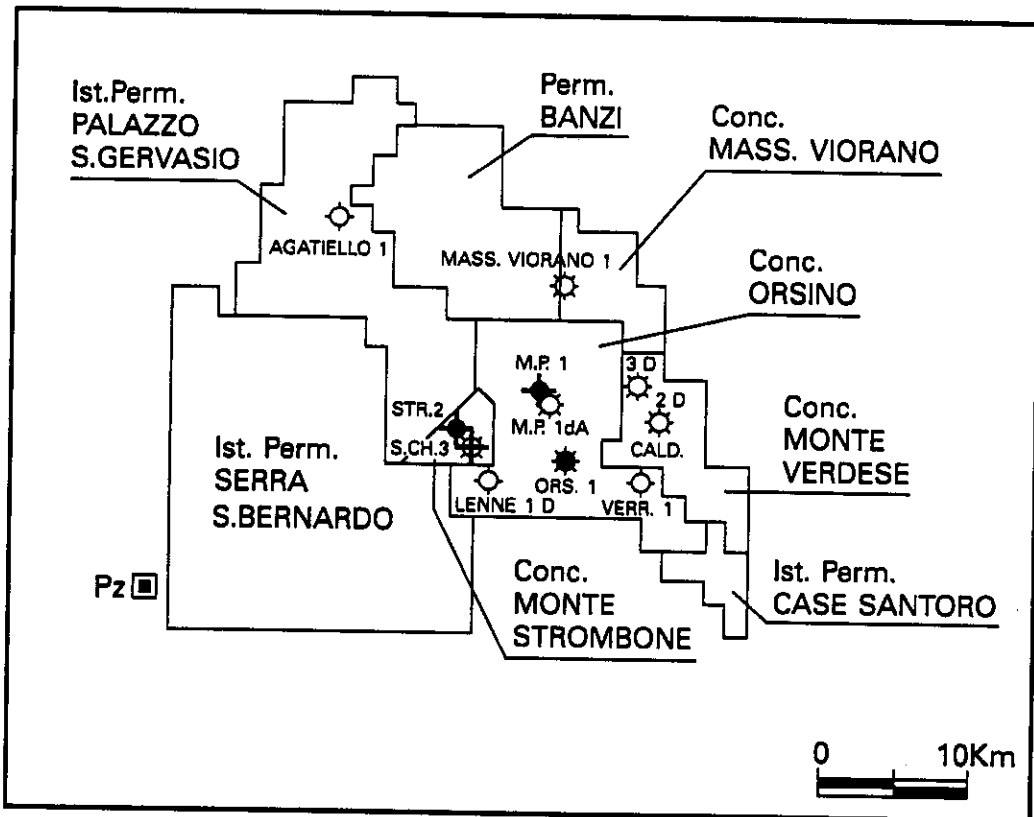 Ist.Perm.
PALAZZO
S.GERVASIO
Perm.
BANZI
Conc.
MASS. VIORANO
AGATIELLO 1
MASS. VIORANO 1
Conc.
ORSINO
M.P. 1
3 D
STR.2
M.P. 1dA
2 D
S.CH.3
CALD.
Ist. Perm.
SERRA
S.BERNARDO
Conc.
MONTE
VERDESE
ORS. 1
LENNE 1 D
VERR. 1
Pz
Conc.
MONTE
STROMBONE
Ist. Perm.
CASE SANTORO
0 10Km